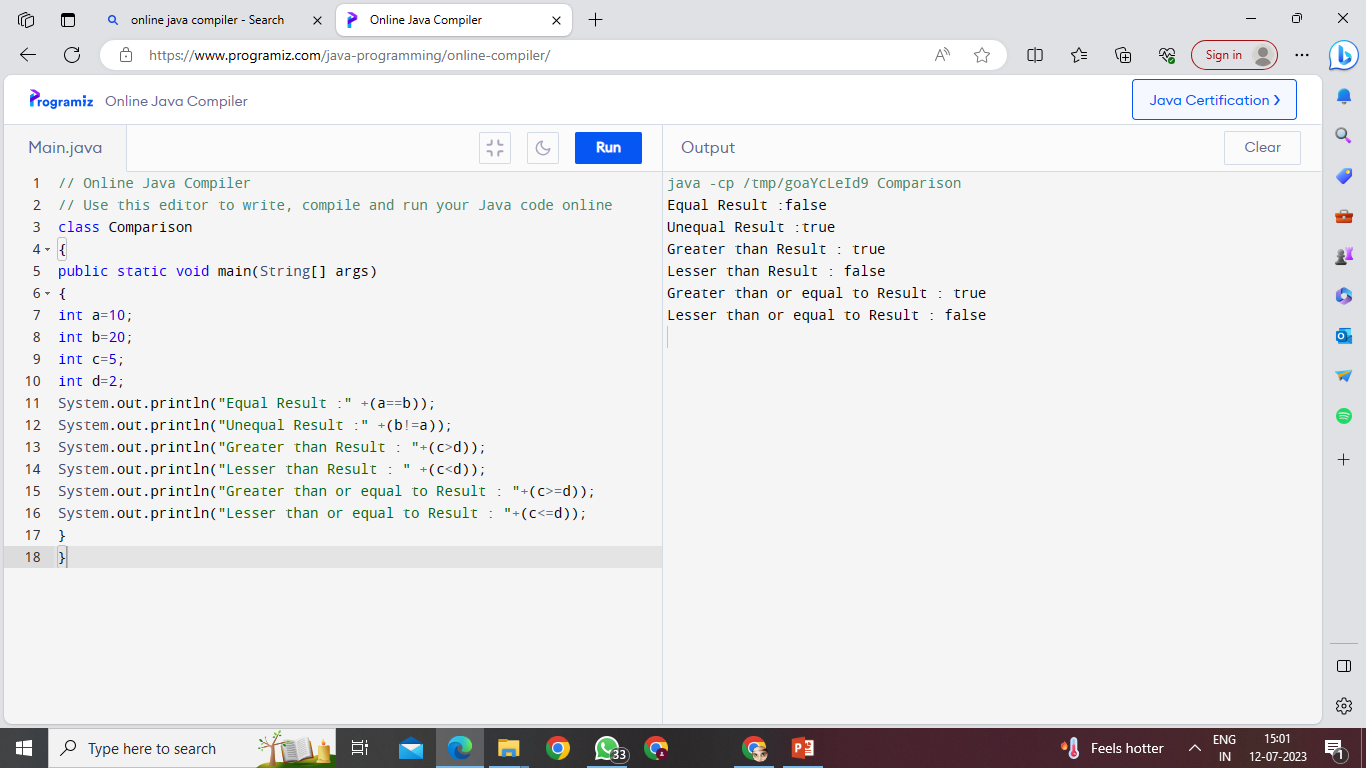 online java compiler - Search
Online Java Compiler
https://www.programiz.com/java-programming/online-compiler/
Sign in
Programiz Online Java Compiler
Java Certification ❯
Main.java
Run
Output
Clear
1 // Online Java Compiler
2 // Use this editor to write, compile and run your Java code online
3 class Comparison
4 {
5 public static void main(String[] args)
6 {
7 int a=10;
8 int b=20;
9 int c=5;
10 int d=2;
11 System.out.println("Equal Result :" +(a==b));
12 System.out.println("Unequal Result :" +(b!=a));
13 System.out.println("Greater than Result : "+(c>d));
14 System.out.println("Lesser than Result : " +(c<d));
15 System.out.println("Greater than or equal to Result : "+(c>=d));
16 System.out.println("Lesser than or equal to Result : "+(c<=d));
17 }
18 }
java -cp /tmp/goaYcLeId9 Comparison
Equal Result :false
Unequal Result :true
Greater than Result : true
Lesser than Result : false
Greater than or equal to Result : true
Lesser than or equal to Result : false
Type here to search
33
Feels hotter
ENG
IN
15:01
12-07-2023
1